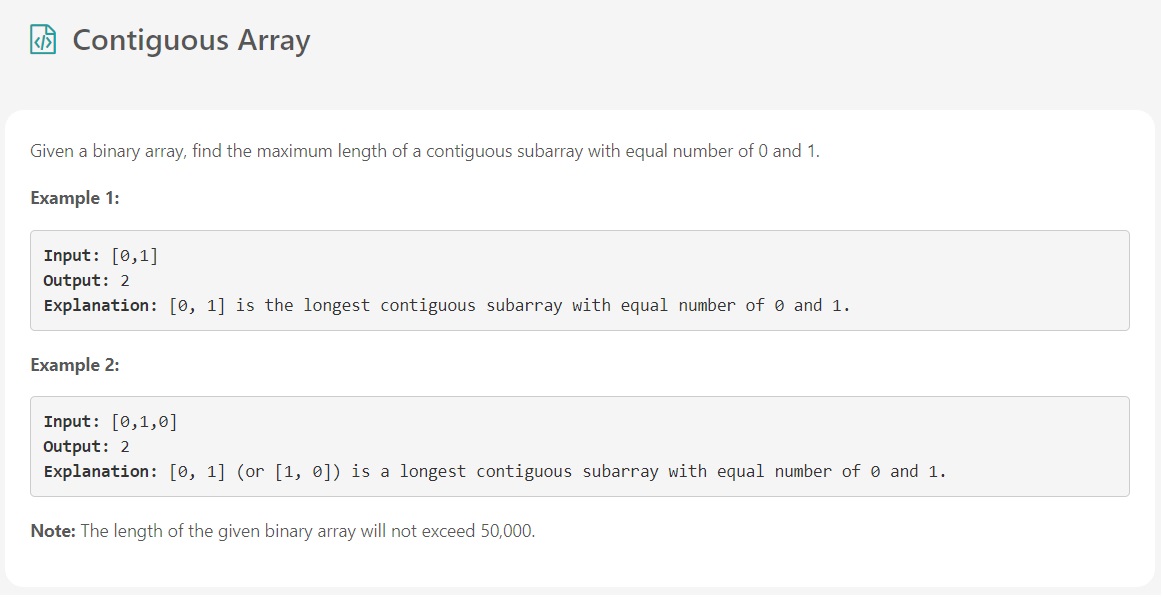 Contiguous Array
Given a binary array, find the maximum length of a contiguous subarray with equal number of 0 and 1.
Example 1:
Input: [0,1]
Output: 2
Explanation: [0, 1] is the longest contiguous subarray with equal number of 0 and 1.
Example 2:
Input: [0,1,0]
Output: 2
Explanation: [0, 1] (or [1, 0]) is a longest contiguous subarray with equal number of 0 and 1.
Note: The length of the given binary array will not exceed 50,000.